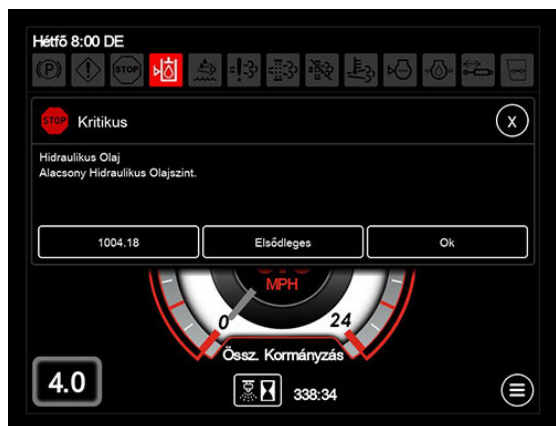 Hétfő 8:00 DE
P
STOP
STOP
Kritikus
X
Hidraulikus Olaj
Alacsony Hidraulikus Olajszint.
1004.18
Elsődleges
Ok
MPH
0
24
Össz. Kormányzás
4.0
338:34